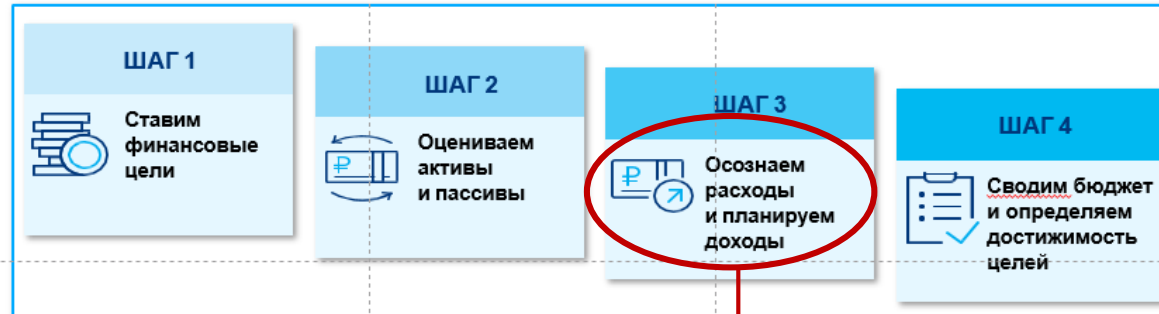 ШАГ 1
Ставим
финансовые
цели
ШАГ 2
Оцениваем
активы
и пассивы
ШАГ 3
Осознаем
расходы
и планируем
доходы
ШАГ 4
Сводим бюджет
и определяем
достижимость
целей